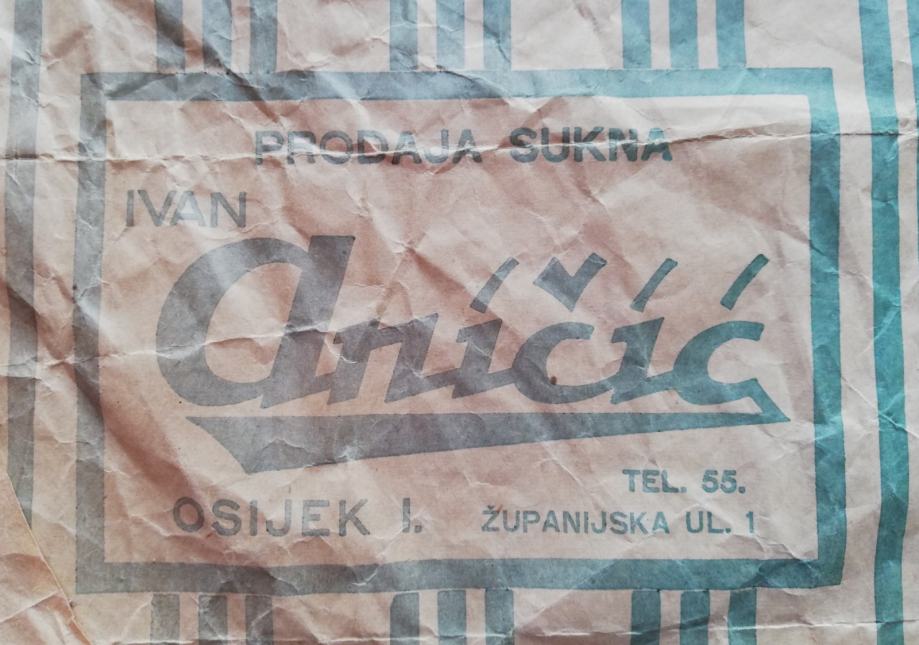 PRODAJA SUKNA
IVAN
Aničić
TEL. 55.
OSIJEK I. ŽUPANIJSKA UL. 1